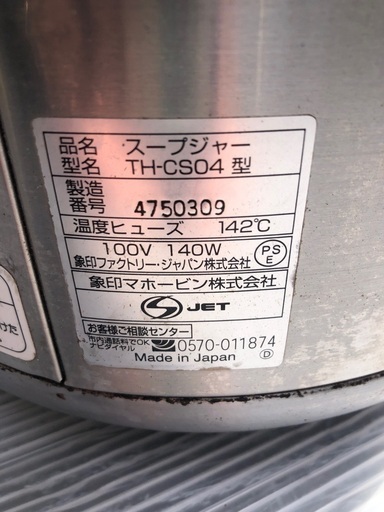 品名 スープジャー
型名 TH-CS04 型
製造
番号 4750309
温度ヒューズ 142℃
100V 140W
PS
E
象印ファクトリー・ジャパン株式会社
象印マホービン株式会社
JET
お客様ご相談センター
市内通話料でOK
ナビダイヤル
0570-011874
Made in Japan
D